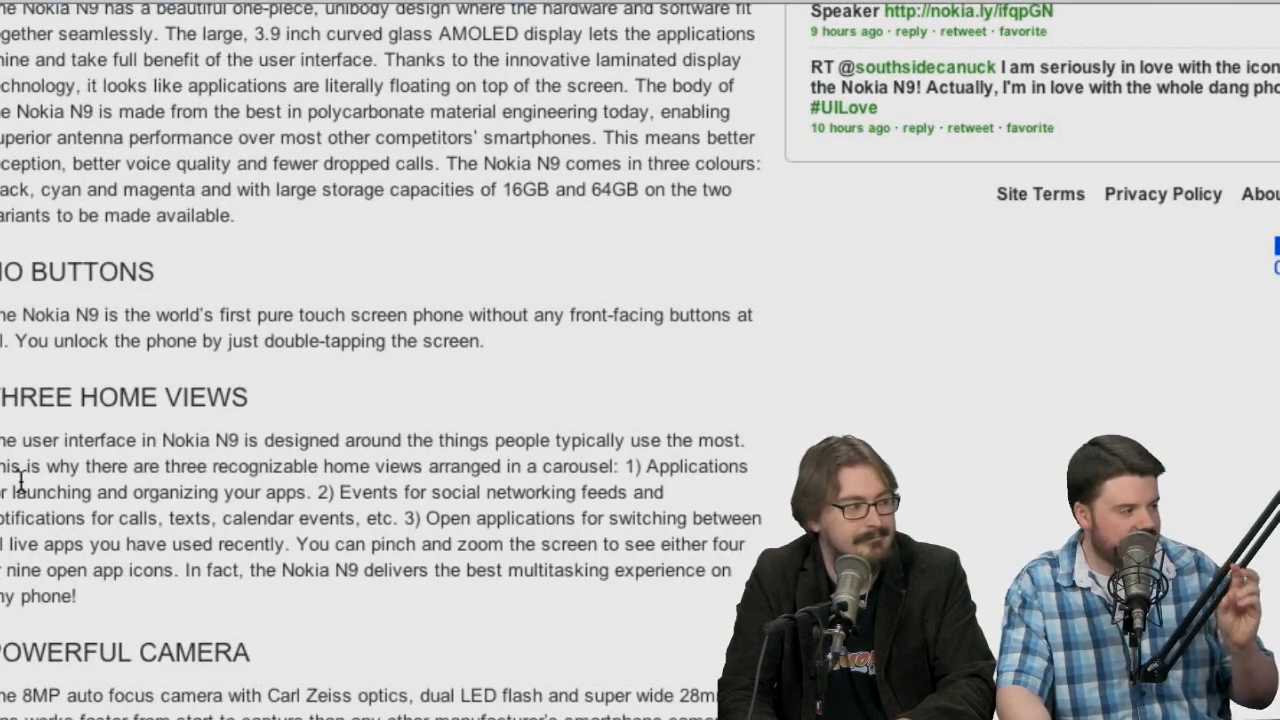 he Nokia N9 has a beautiful one-piece, unibody design where the hardware and software fit
ogether seamlessly. The large, 3.9 inch curved glass AMOLED display lets the applications
hine and take full benefit of the user interface. Thanks to the innovative laminated display
echnology, it looks like applications are literally floating on top of the screen. The body of
he Nokia N9 is made from the best in polycarbonate material engineering today, enabling
uperior antenna performance over most other competitors' smartphones. This means better
eception, better voice quality and fewer dropped calls. The Nokia N9 comes in three colours:
ack, cyan and magenta and with large storage capacities of 16GB and 64GB on the two
ariants to be made available.
NO BUTTONS
he Nokia N9 is the world's first pure touch screen phone without any front-facing buttons at
ll. You unlock the phone by just double-tapping the screen.
THREE HOME VIEWS
he user interface in Nokia N9 is designed around the things people typically use the most.
his is why there are three recognizable home views arranged in a carousel: 1) Applications
or launching and organizing your apps. 2) Events for social networking feeds and
otifications for calls, texts, calendar events, etc. 3) Open applications for switching between
ll live apps you have used recently. You can pinch and zoom the screen to see either four
r nine open app icons. In fact, the Nokia N9 delivers the best multitasking experience on
ny phone!
POWERFUL CAMERA
he 8MP auto focus camera with Carl Zeiss optics, dual LED flash and super wide 28m
Speaker http://nokia.ly/ifqpGN
9 hours ago · reply · retweet · favorite
RT @southsidecanuck I am seriously in love with the icon
the Nokia N9! Actually, I'm in love with the whole dang pho
#UILove
10 hours ago · reply · retweet · favorite
Site Terms Privacy Policy Abou